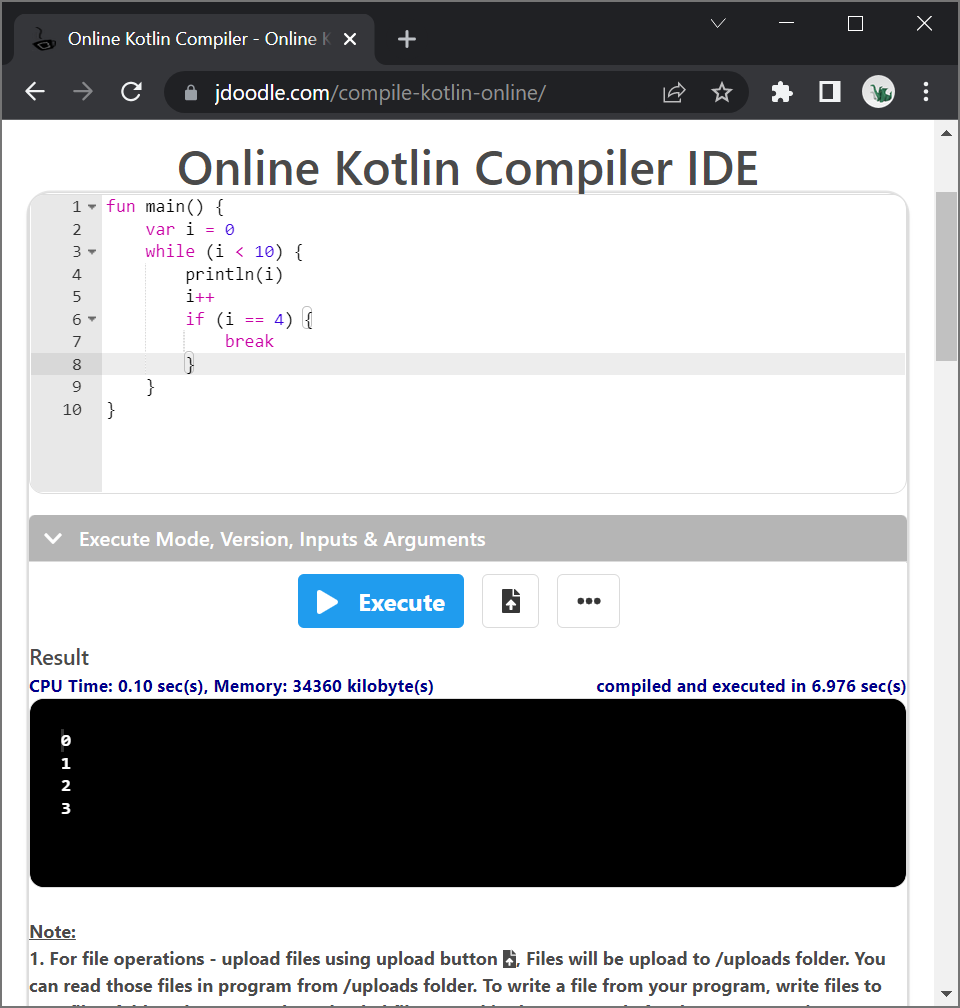 Online Kotlin Compiler - Online
jdoodle.com/compile-kotlin-online/
Online Kotlin Compiler IDE
1 fun main() {
2     var i = 0
3     while (i < 10) {
4         println(i)
5         i++
6         if (i == 4) {
7             break
8         }
9     }
10 }
Execute Mode, Version, Inputs & Arguments
Execute
Result
CPU Time: 0.10 sec(s), Memory: 34360 kilobyte(s) compiled and executed in 6.976 sec(s)
0
1
2
3
Note:
1. For file operations - upload files using upload button , Files will be upload to /uploads folder. You
can read those files in program from /uploads folder. To write a file from your program, write files to